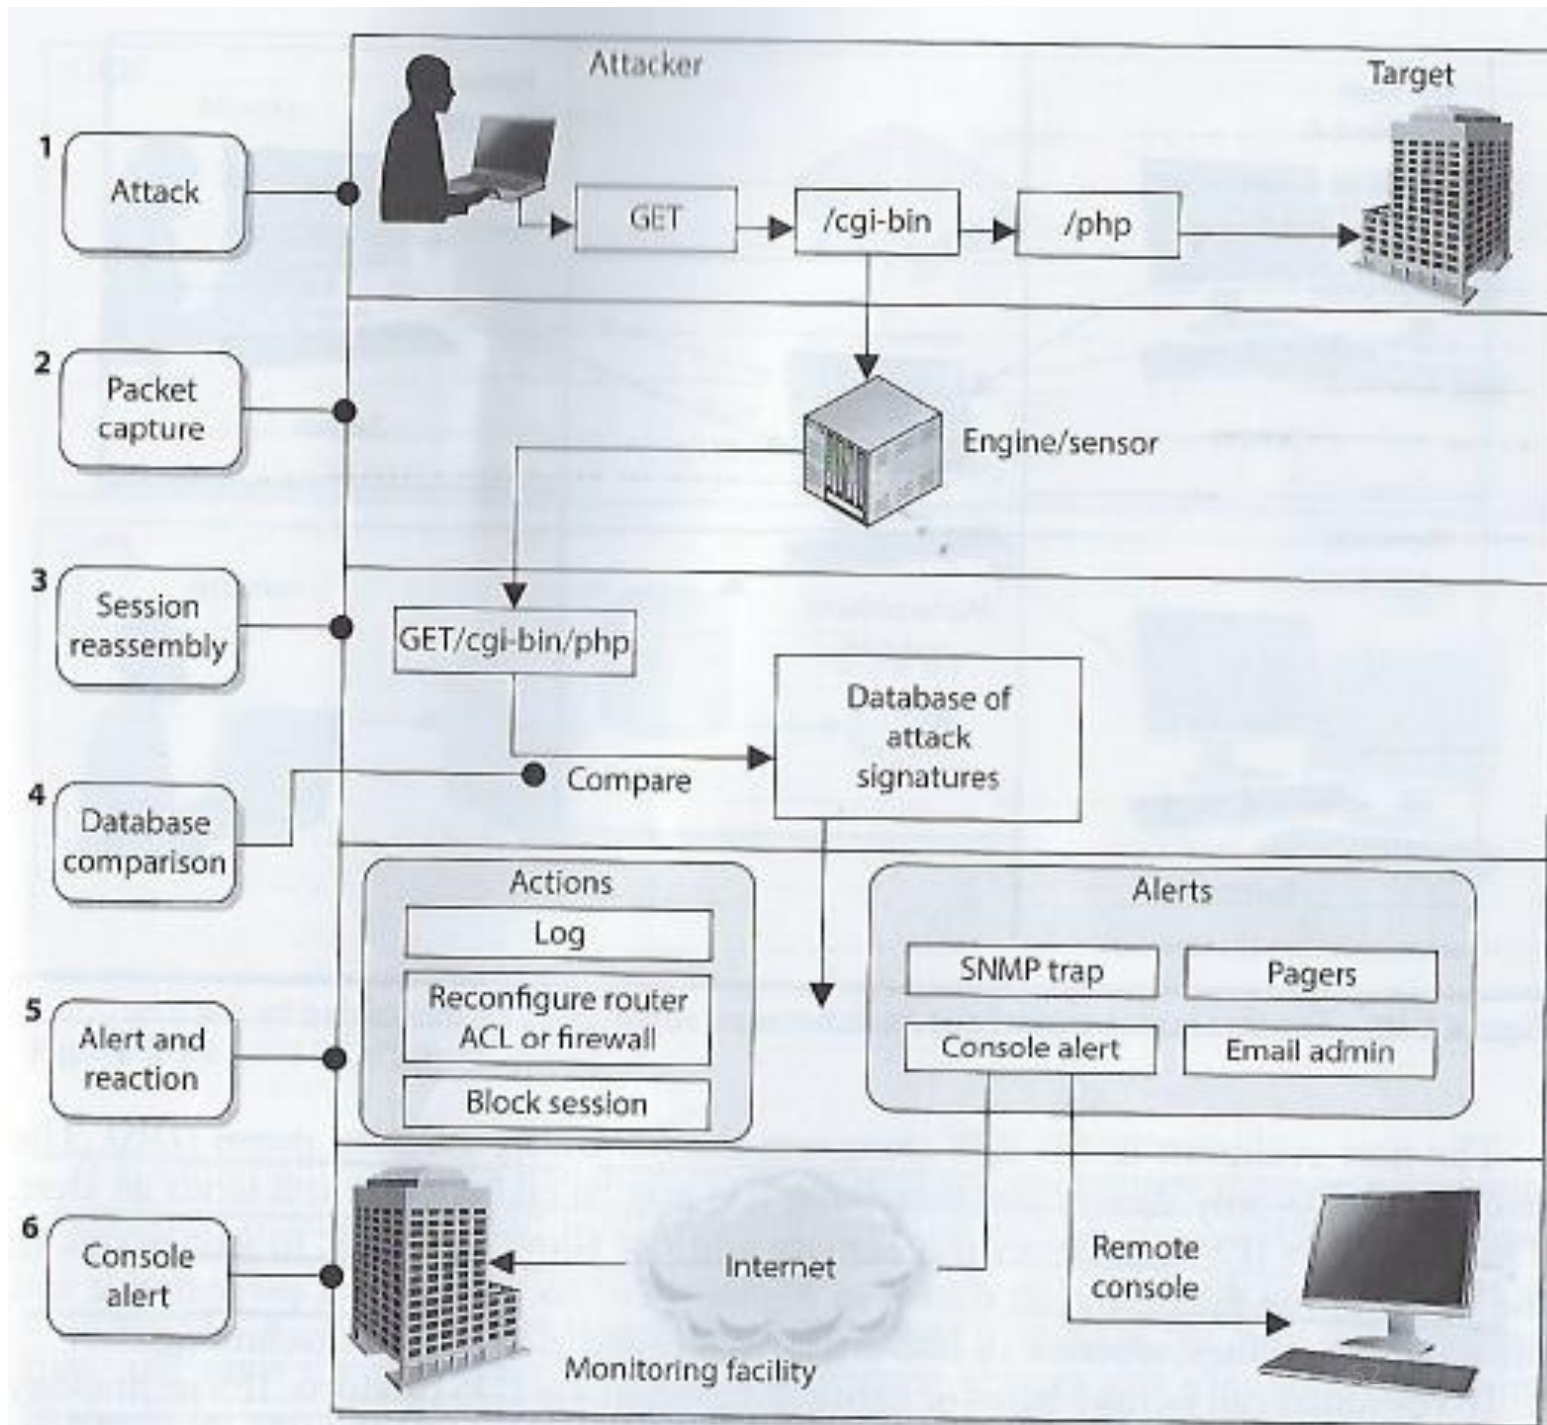 Attacker
Target
1
Attack
GET
/cgi-bin
/php
2
Packet
capture
Engine/sensor
3
Session
reassembly
GET/cgi-bin/php
Database of
attack
signatures
Compare
4
Database
comparison
Actions
Log
Reconfigure router
ACL or firewall
Block session
Alerts
SNMP trap
Pagers
Console alert
Email admin
5
Alert and
reaction
6
Console
alert
Internet
Remote
console
Monitoring facility
52